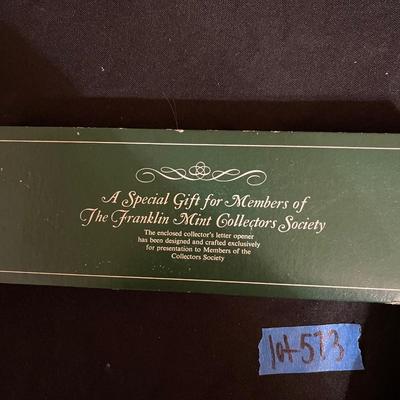 A Special Gift for Members of
The Franklin Mint Collectors Society
The enclosed collector's letter opener
has been designed and crafted exclusively
for presentation to Members of the
Collectors Society
lot 573